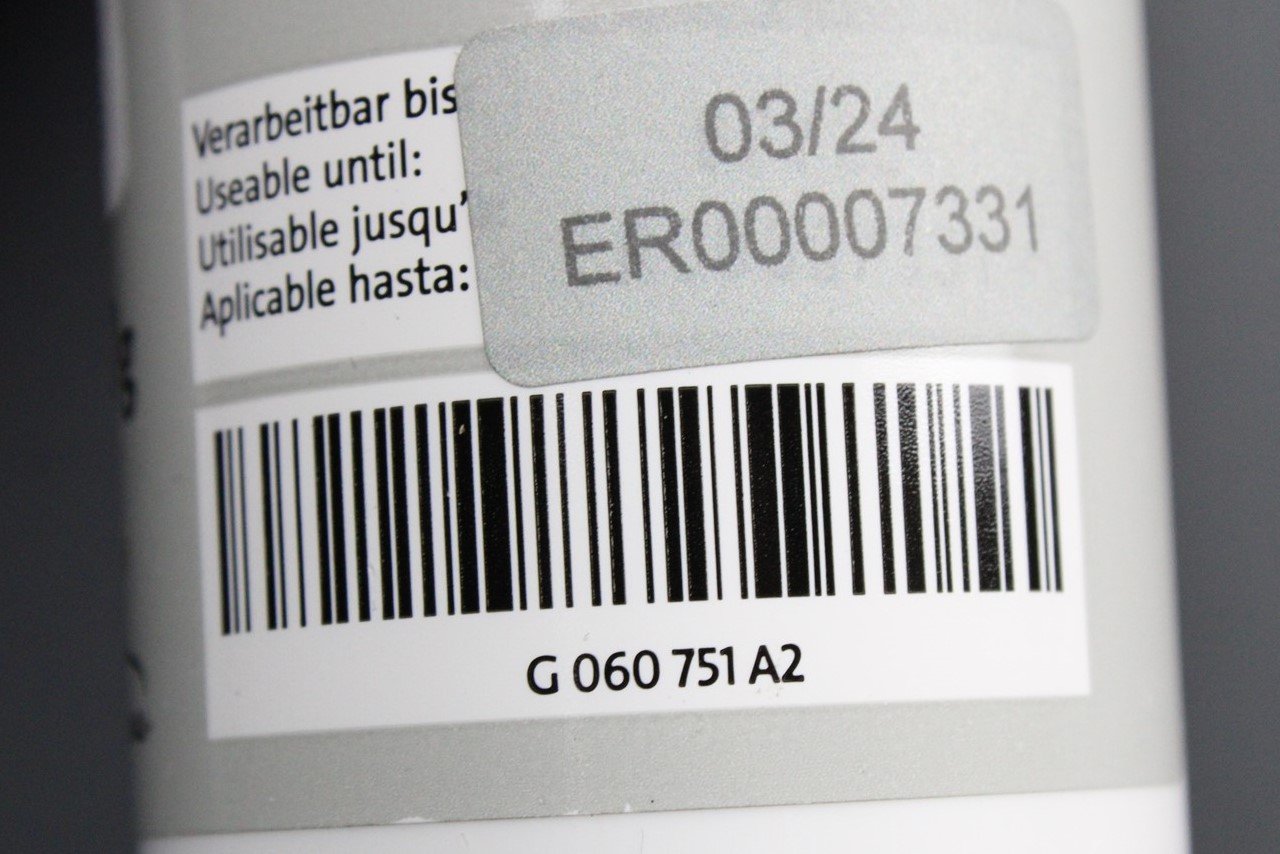 Verarbeitbar bis
Useable until:
Utilisable jusqu'
Aplicable hasta:
03/24
ER00007331
G 060 751 A2